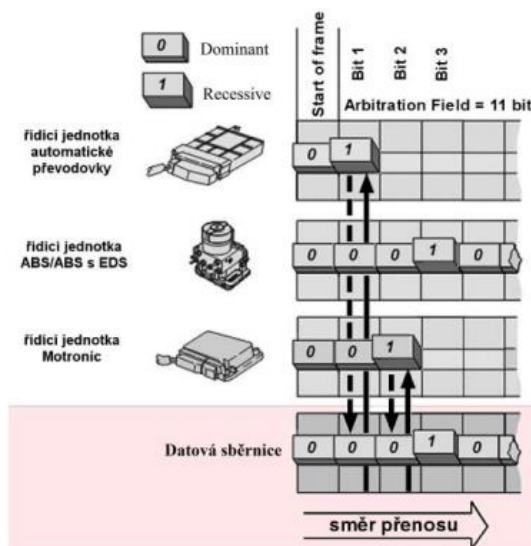 0 Dominant
1 Recessive
Start of frame
Bit 1
Bit 2
Bit 3
Arbitration Field = 11 bit
řídicí jednotka
automatické
převodovky
0 1
řídicí jednotka
ABS/ABS s EDS
0 0 0 1 0
řídicí jednotka
Motronic
0 0 1
Datová sběrnice
0 0 0 1 0
směr přenosu